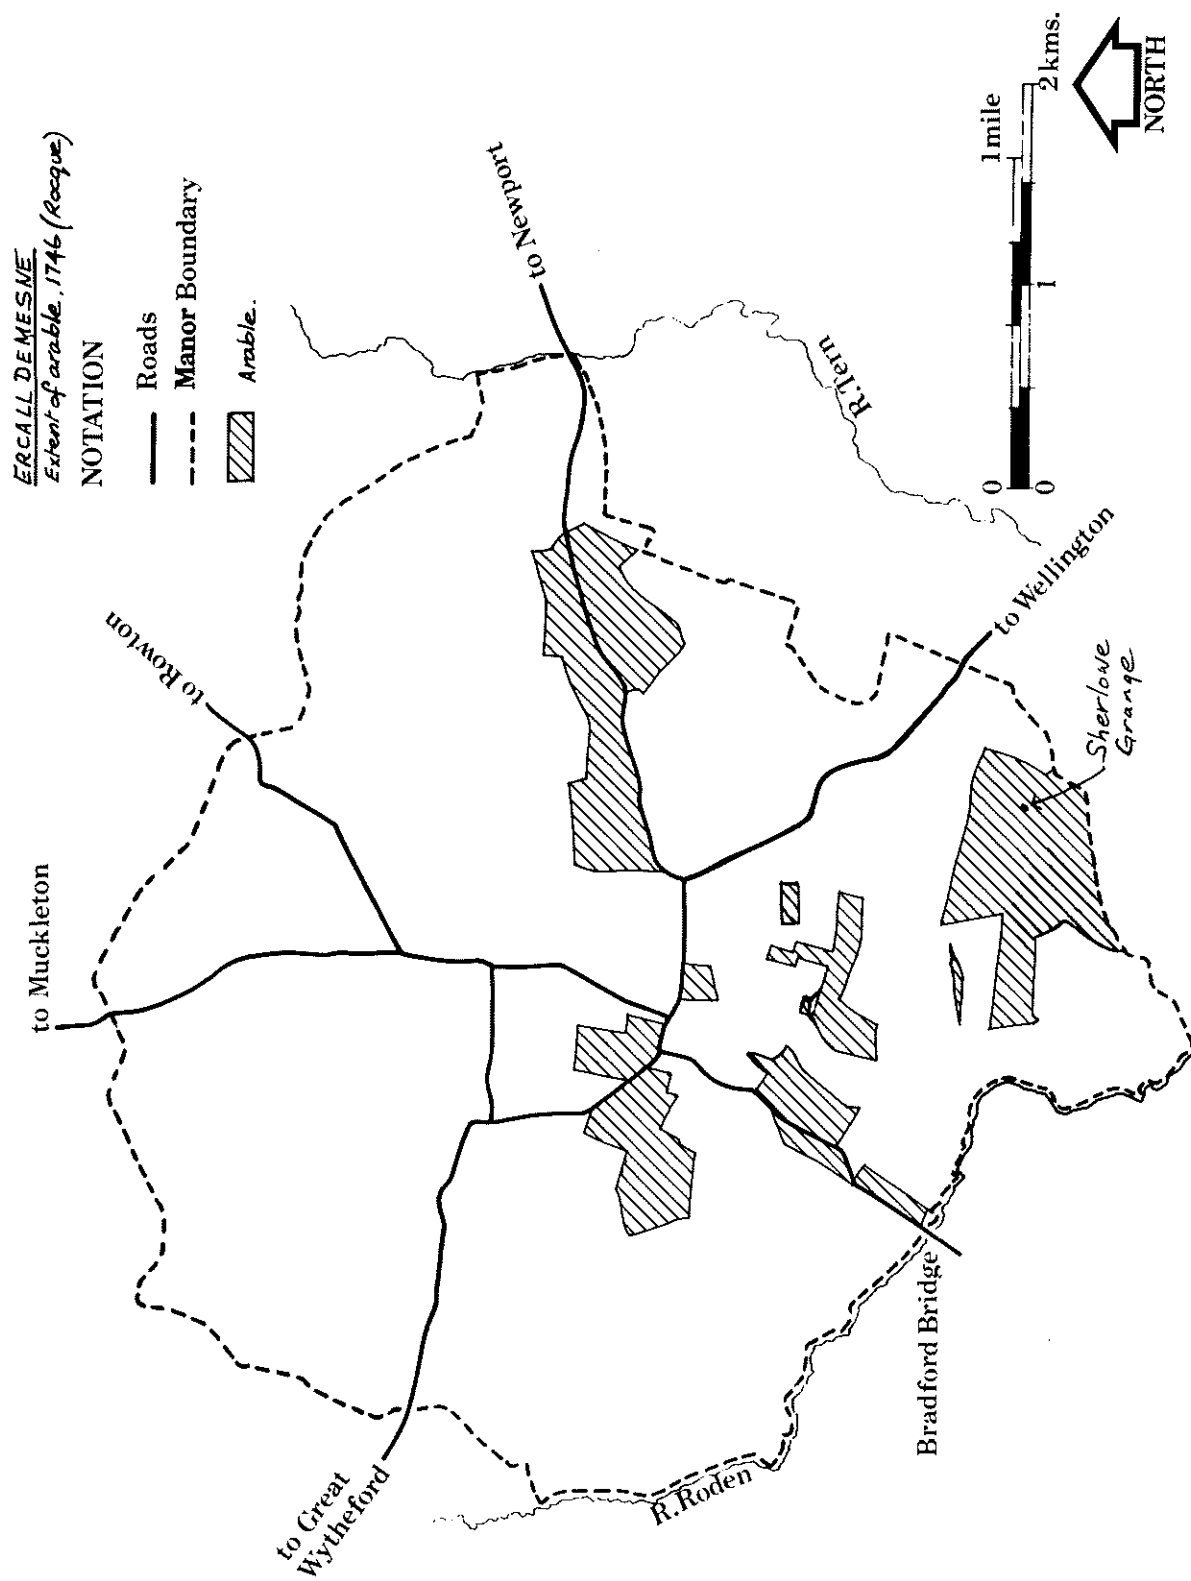 ERCALL DEMESNE
Extent of arable, 1746 (Rocque)
NOTATION
Roads
Manor Boundary
Arable.
to Muckleton
to Rowton
to Newport
R.Tern
to Wellington
Sherlowe
Grange
to Great
Wytheford
R.Roden
Bradford Bridge
0
1 mile
0
1
2 kms.
NORTH